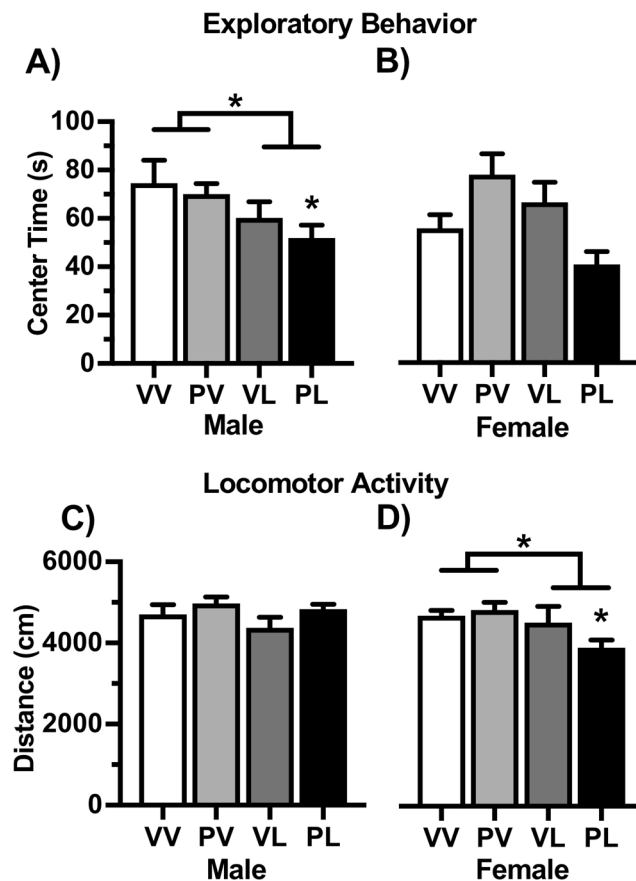 Exploratory Behavior
A)
B)
Center Time (s)
100
80
60
40
20
0
*
*
VV PV VL PL
Male
VV PV VL PL
Female
Locomotor Activity
C)
D)
Distance (cm)
6000
4000
2000
0
*
*
VV PV VL PL
Male
VV PV VL PL
Female